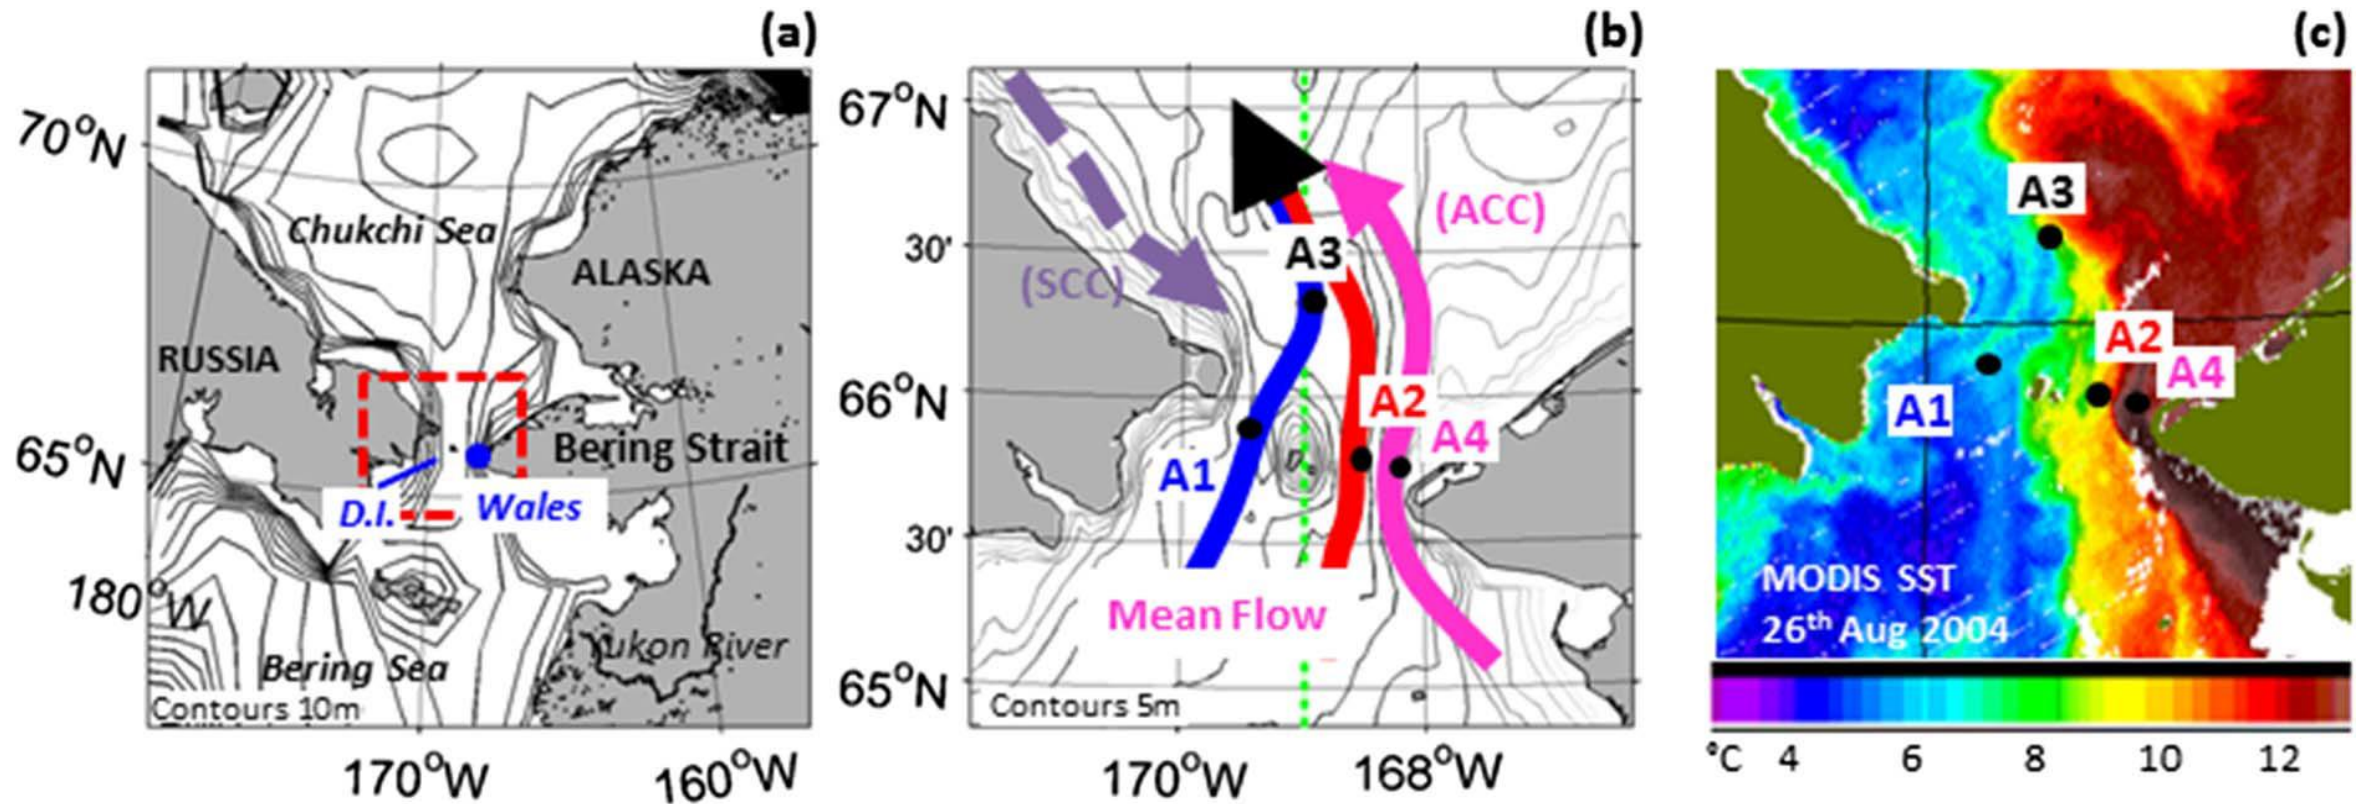 (a)
70°N
Chukchi Sea
ALASKA
RUSSIA
65°N
Bering Strait
D.I.
Wales
180°W
Yukon River
Bering Sea
Contours 10m
170°W
160°W
(b)
67°N
(ACC)
30'
A3
(SCC)
66°N
A2
A4
A1
D
30'
Mean Flow
65°N
Contours 5m
170°W
168°W
(c)
A3
A2
A4
A1
MODIS SST
26th Aug 2004
°C 4 6 8 10 12